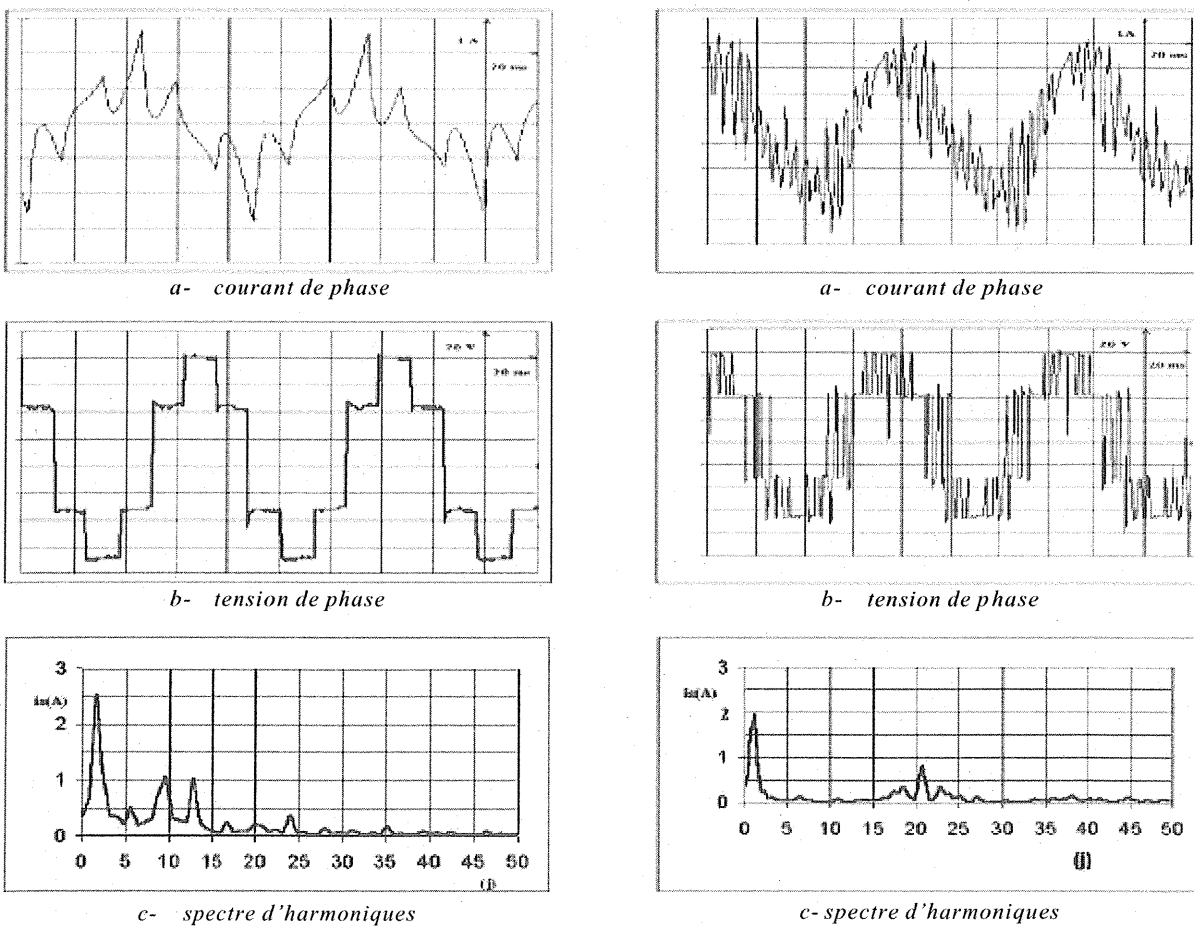 1 A
20 ms
a- courant de phase
20 V
20 ms
b- tension de phase
3
In(A)
2
1
0
0 5 10 15 20 25 30 35 40 45 50
(j)
c- spectre d'harmoniques
1A
20 ms
a- courant de phase
20 V
20 ms
b- tension de phase
3
In(A)
2
1
0
0 5 10 15 20 25 30 35 40 45 50
(j)
c- spectre d'harmoniques